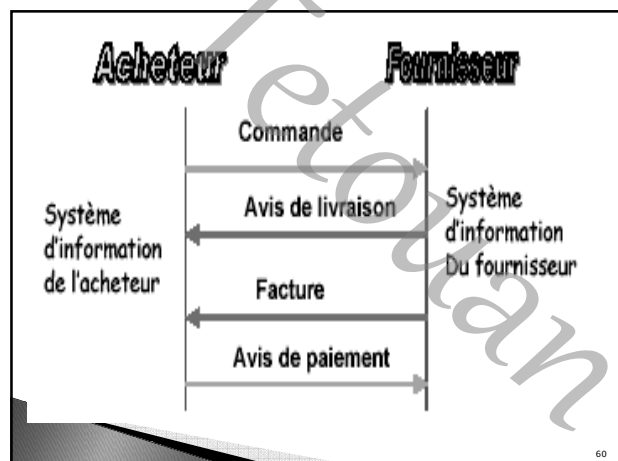 Acheteur Fournisseur
Commande
Avis de livraison
Système
d'information
de l'acheteur
Système
d'information
Du fournisseur
Facture
Avis de paiement
60
Tetouan